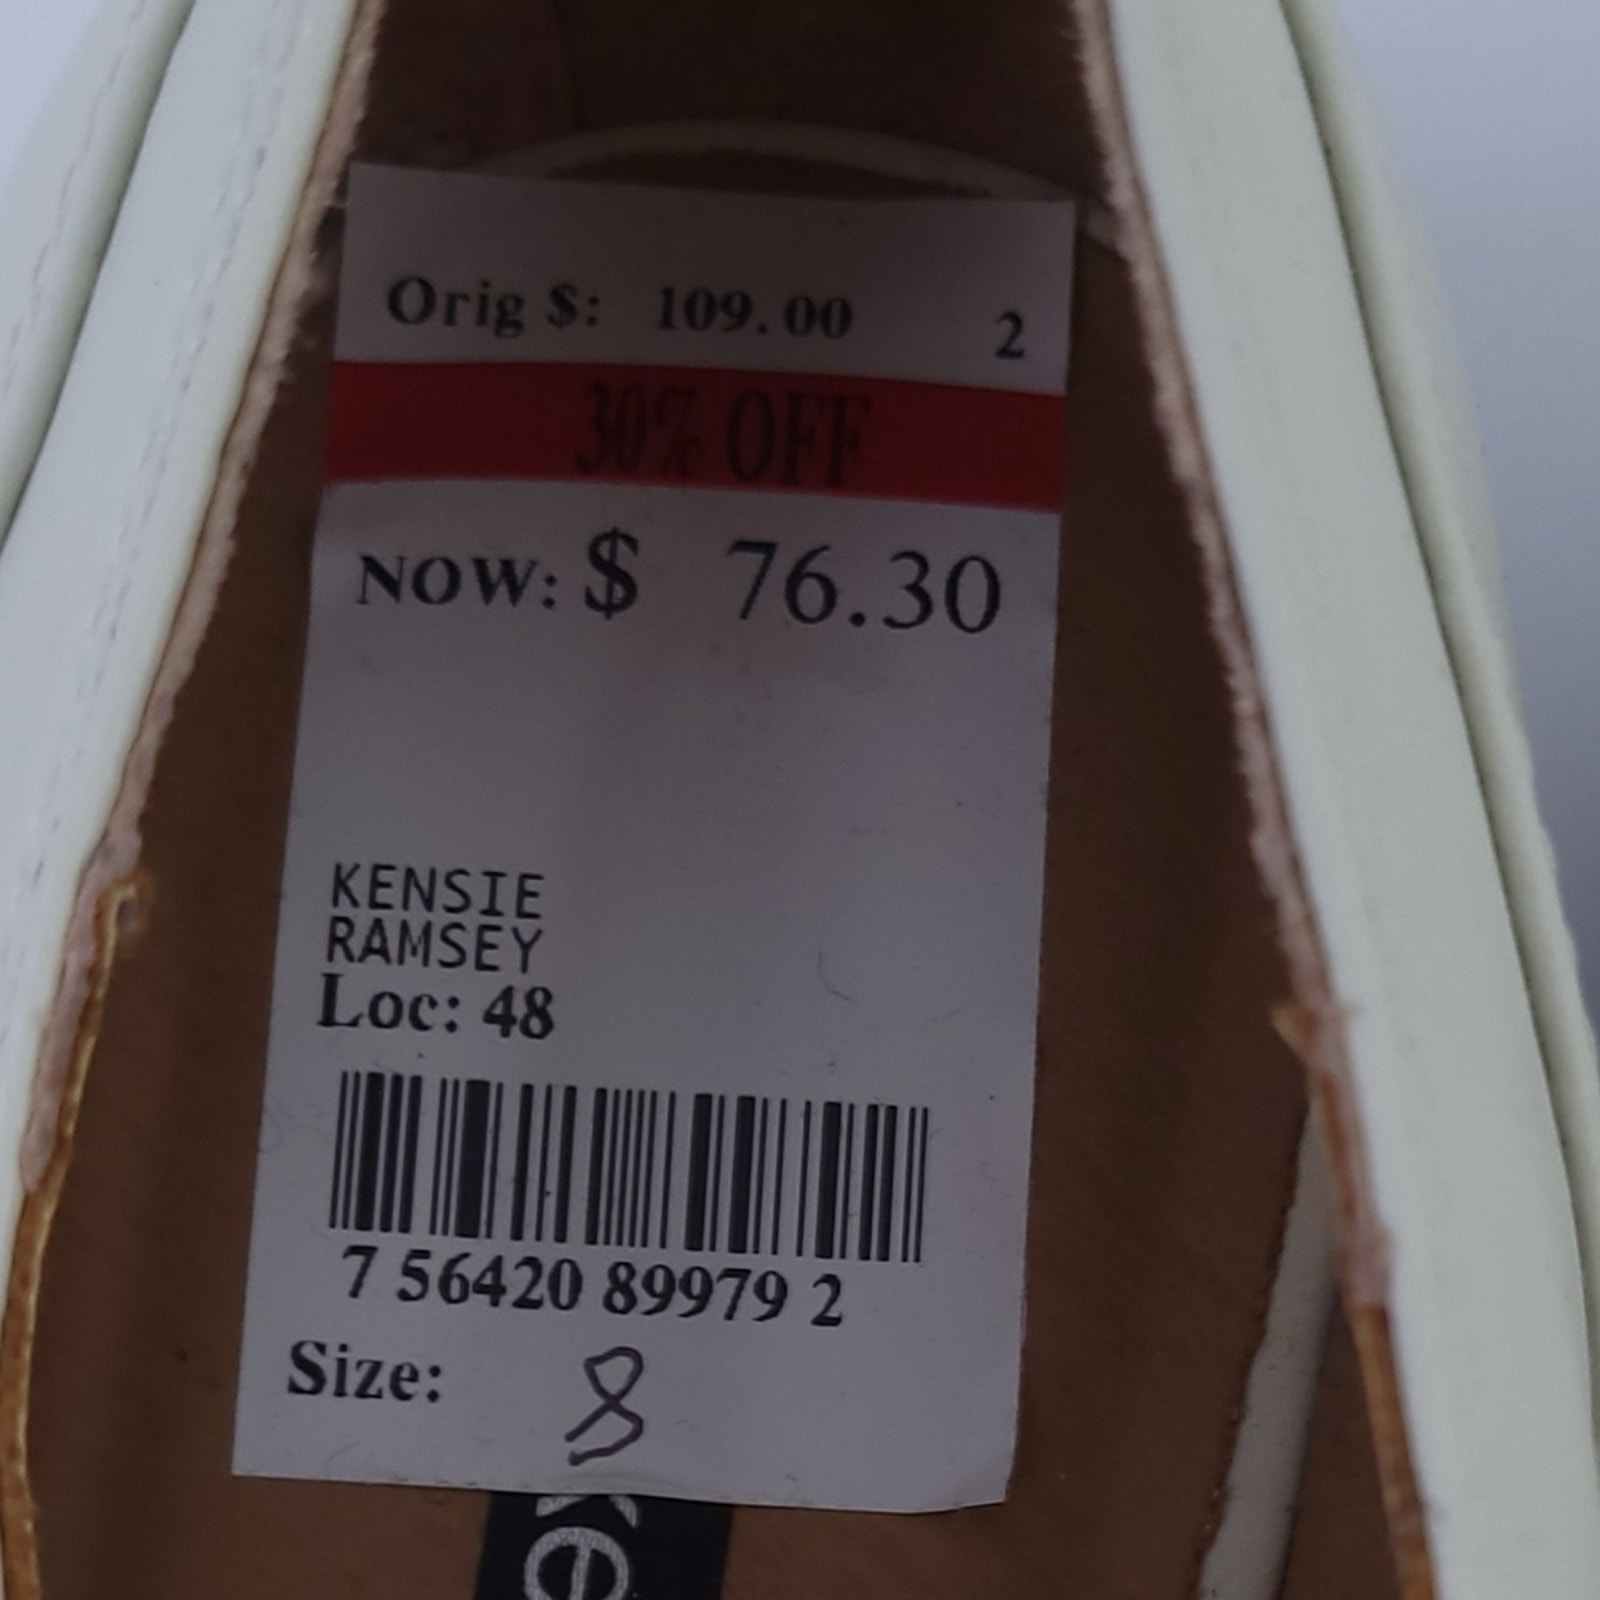 Orig $: 109.00 2
30% OFF
NOW: $ 76.30
KENSIE
RAMSEY
Loc: 48
7 56420 89979 2
Size: 8
ke